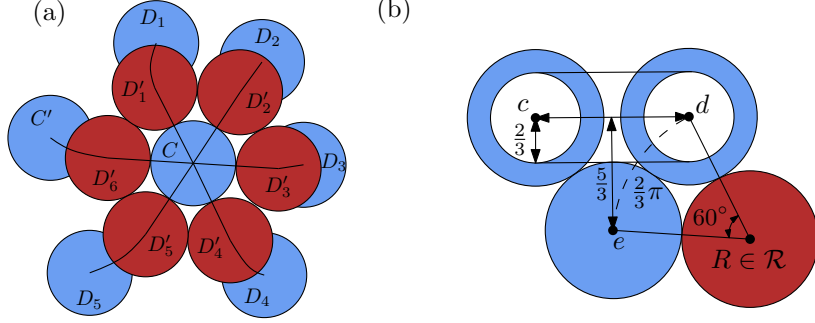 (a)
D₁
D₂
D′₁
D′₂
C′
C
D₃
D′₆
D′₃
D′₅
D′₄
D₅
D₄
(b)
c
d
2/3
5/3
2/3 π
60°
e
R ∈ ℛ